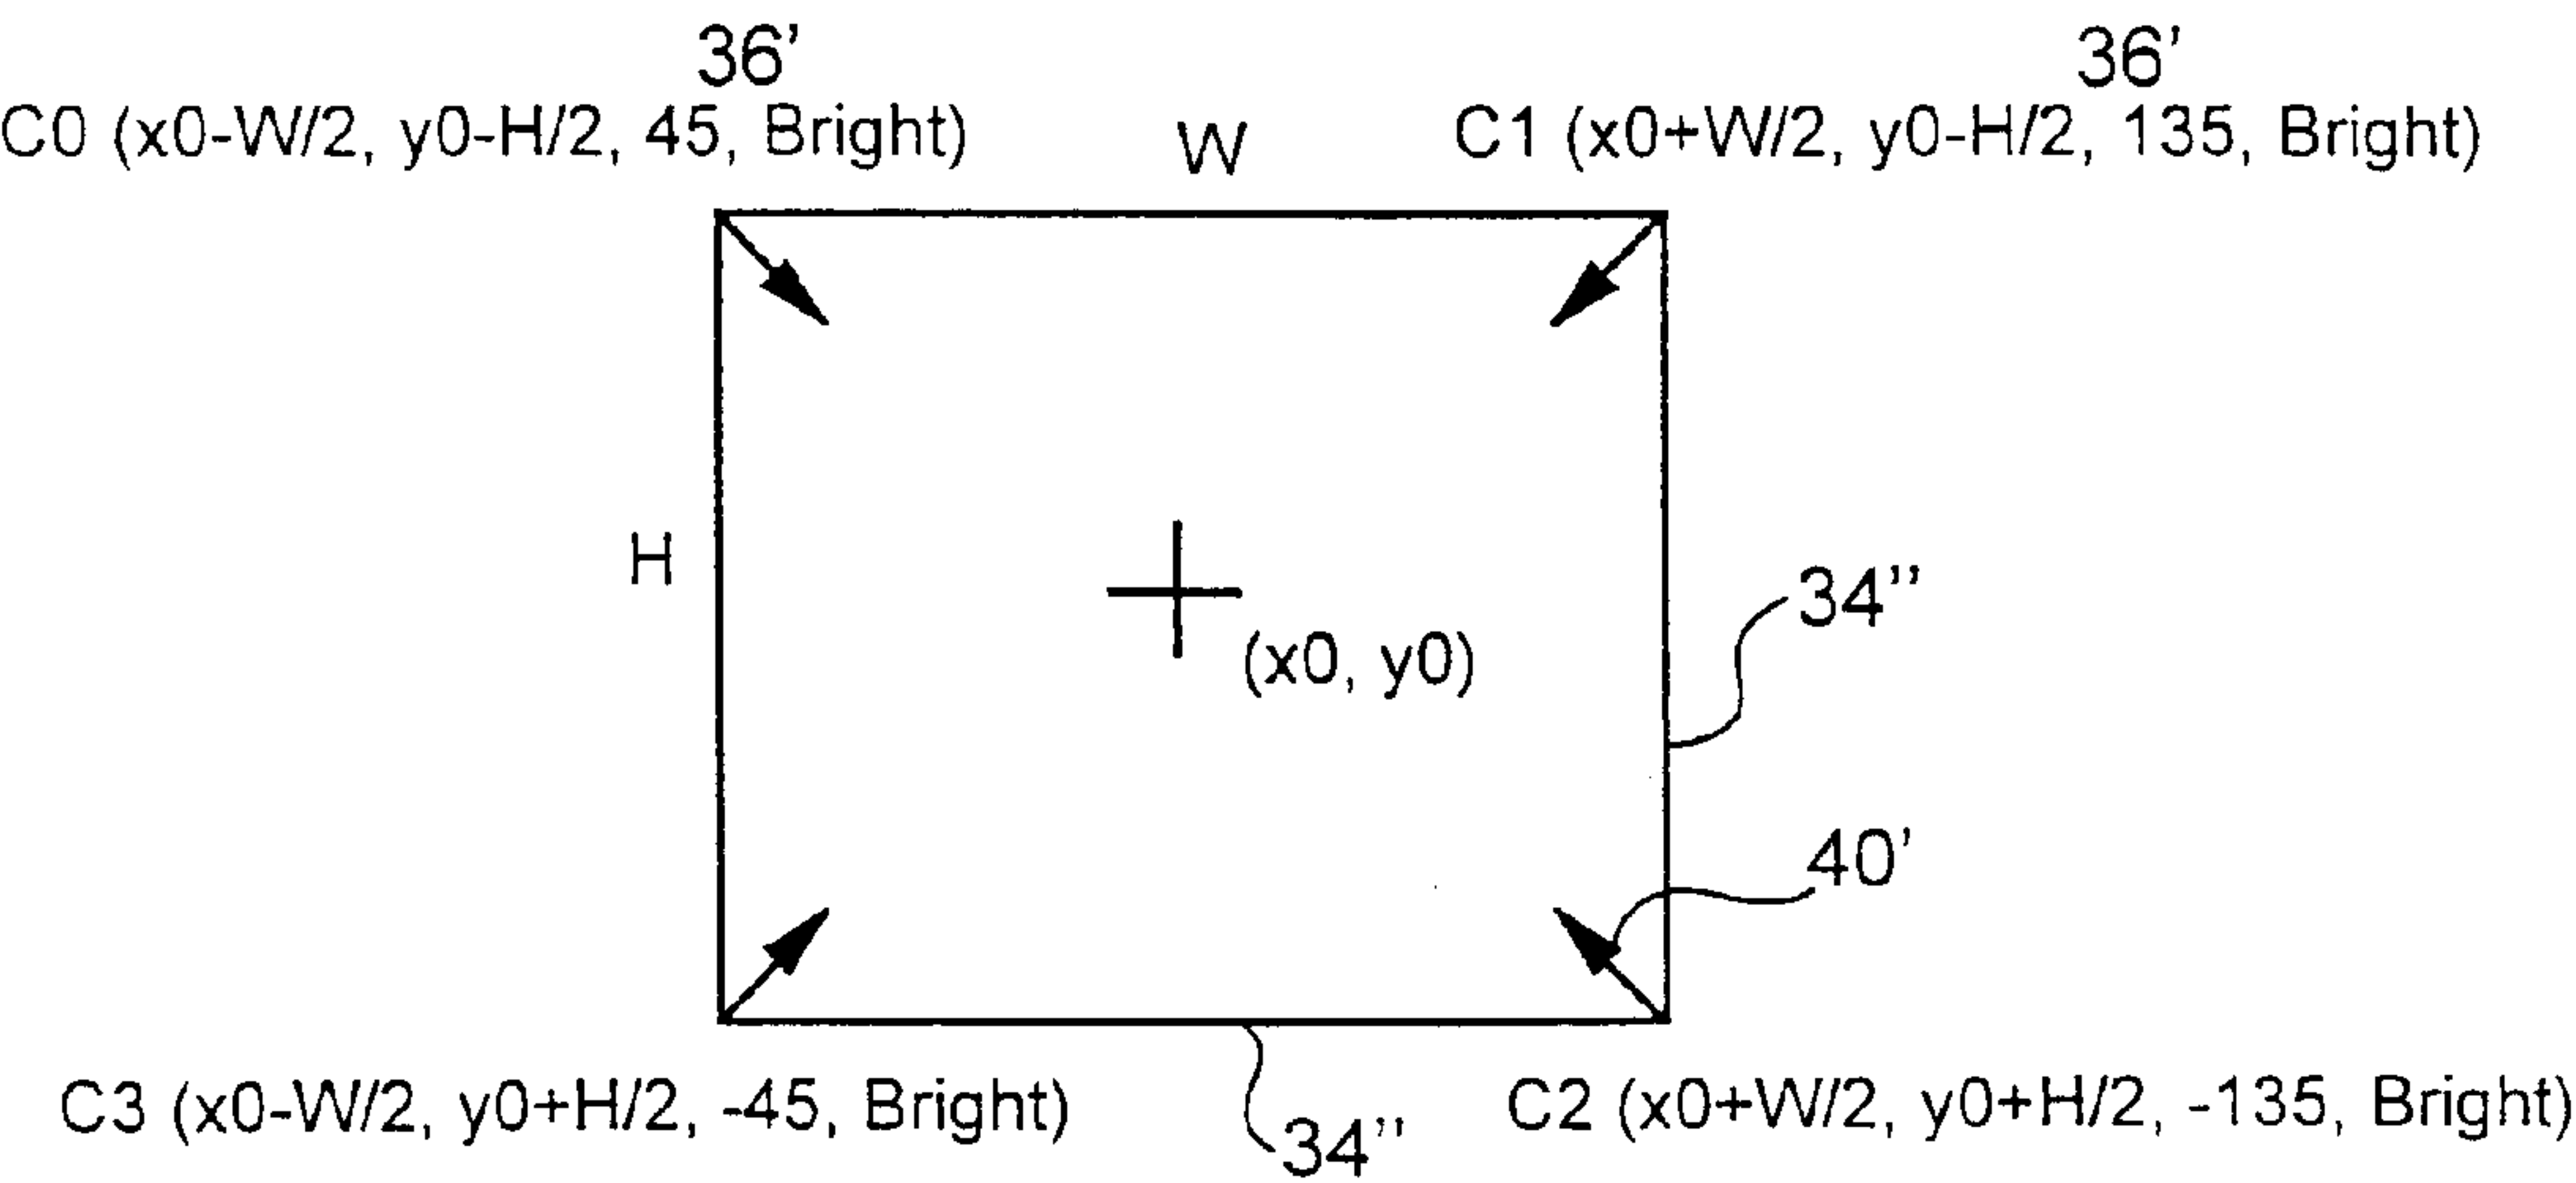 36’ 36’
C0 (x0-W/2, y0-H/2, 45, Bright) W C1 (x0+W/2, y0-H/2, 135, Bright)
H
34’’
(x0, y0)
40’
C3 (x0-W/2, y0+H/2, -45, Bright) C2 (x0+W/2, y0+H/2, -135, Bright)
34’’